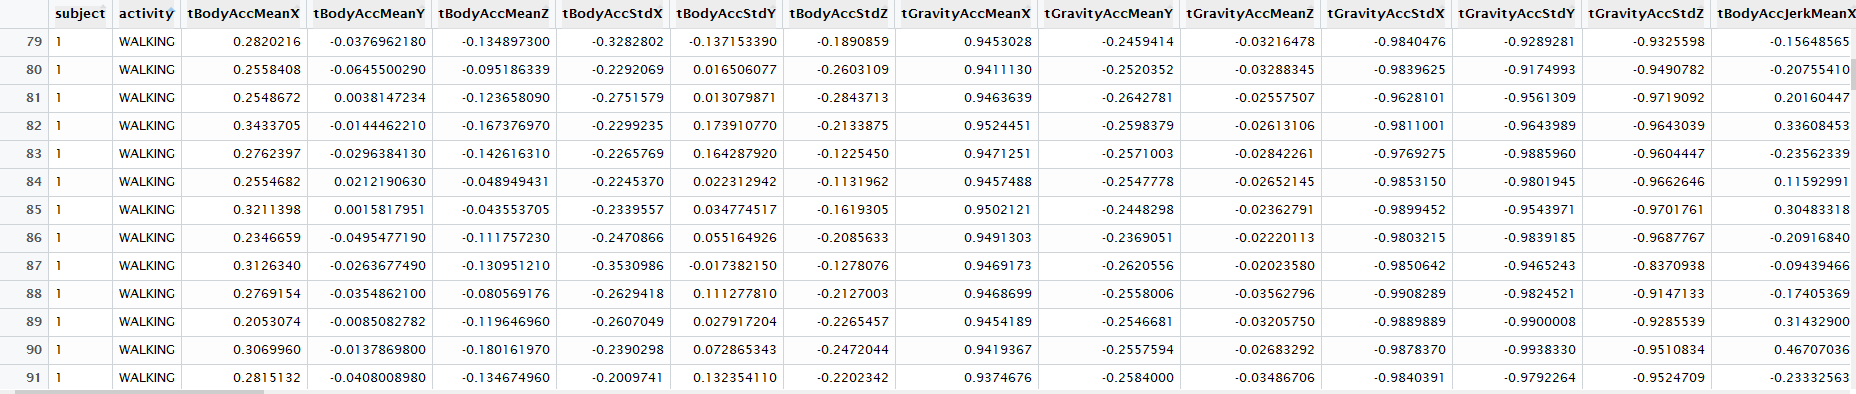 subject activity tBodyAccMeanX tBodyAccMeanY tBodyAccMeanZ tBodyAccStdX tBodyAccStdY tBodyAccStdZ tGravityAccMeanX tGravityAccMeanY tGravityAccMeanZ tGravityAccStdX tGravityAccStdY tGravityAccStdZ tBodyAccJerkMeanX
79 1 WALKING 0.2820216 -0.0376962180 -0.134897300 -0.3282802 -0.137153390 -0.1890859 0.9453028 -0.2459414 -0.03216478 -0.9840476 -0.9289281 -0.9325598 -0.15648565
80 1 WALKING 0.2558408 -0.0645500290 -0.095186339 -0.2292069 0.016506077 -0.2603109 0.9411130 -0.2520352 -0.03288345 -0.9839625 -0.9174993 -0.9490782 -0.20755410
81 1 WALKING 0.2548672 0.0038147234 -0.123658090 -0.2751579 0.013079871 -0.2843713 0.9463639 -0.2642781 -0.02557507 -0.9628101 -0.9561309 -0.9719092 0.20160447
82 1 WALKING 0.3433705 -0.0144462210 -0.167376970 -0.2299235 0.173910770 -0.2133875 0.9524451 -0.2598379 -0.02613106 -0.9811001 -0.9643989 -0.9643039 0.33608453
83 1 WALKING 0.2762397 -0.0296384130 -0.142616310 -0.2265769 0.164287920 -0.1225450 0.9471251 -0.2571003 -0.02842261 -0.9769275 -0.9885960 -0.9604447 -0.23562339
84 1 WALKING 0.2554682 0.0212190630 -0.048949431 -0.2245370 0.022312942 -0.1131962 0.9457488 -0.2547778 -0.02652145 -0.9853150 -0.9801945 -0.9662646 0.11592991
85 1 WALKING 0.3211398 0.0015817951 -0.043553705 -0.2339557 0.034774517 -0.1619305 0.9502121 -0.2448298 -0.02362791 -0.9899452 -0.9543971 -0.9701761 0.30483318
86 1 WALKING 0.2346659 -0.0495477190 -0.111757230 -0.2470866 0.055164926 -0.2085633 0.9491303 -0.2369051 -0.02220113 -0.9803215 -0.9839185 -0.9687767 -0.20916840
87 1 WALKING 0.3126340 -0.0263677490 -0.130951210 -0.3530986 -0.017382150 -0.1278076 0.9469173 -0.2620556 -0.02023580 -0.9850642 -0.9465243 -0.8370938 -0.09439466
88 1 WALKING 0.2769154 -0.0354862100 -0.080569176 -0.2629418 0.111277810 -0.2127003 0.9468699 -0.2558006 -0.03562796 -0.9908289 -0.9824521 -0.9147133 -0.17405369
89 1 WALKING 0.2053074 -0.0085082782 -0.119646960 -0.2607049 0.027917204 -0.2265457 0.9454189 -0.2546681 -0.03205750 -0.9889889 -0.9900008 -0.9285539 0.31432900
90 1 WALKING 0.3069960 -0.0137869800 -0.180161970 -0.2390298 0.072865343 -0.2472044 0.9419367 -0.2557594 -0.02683292 -0.9878370 -0.9938330 -0.9510834 0.46707036
91 1 WALKING 0.2815132 -0.0408008980 -0.134674960 -0.2009741 0.132354110 -0.2202342 0.9374676 -0.2584000 -0.03486706 -0.9840391 -0.9792264 -0.9524709 -0.23332563